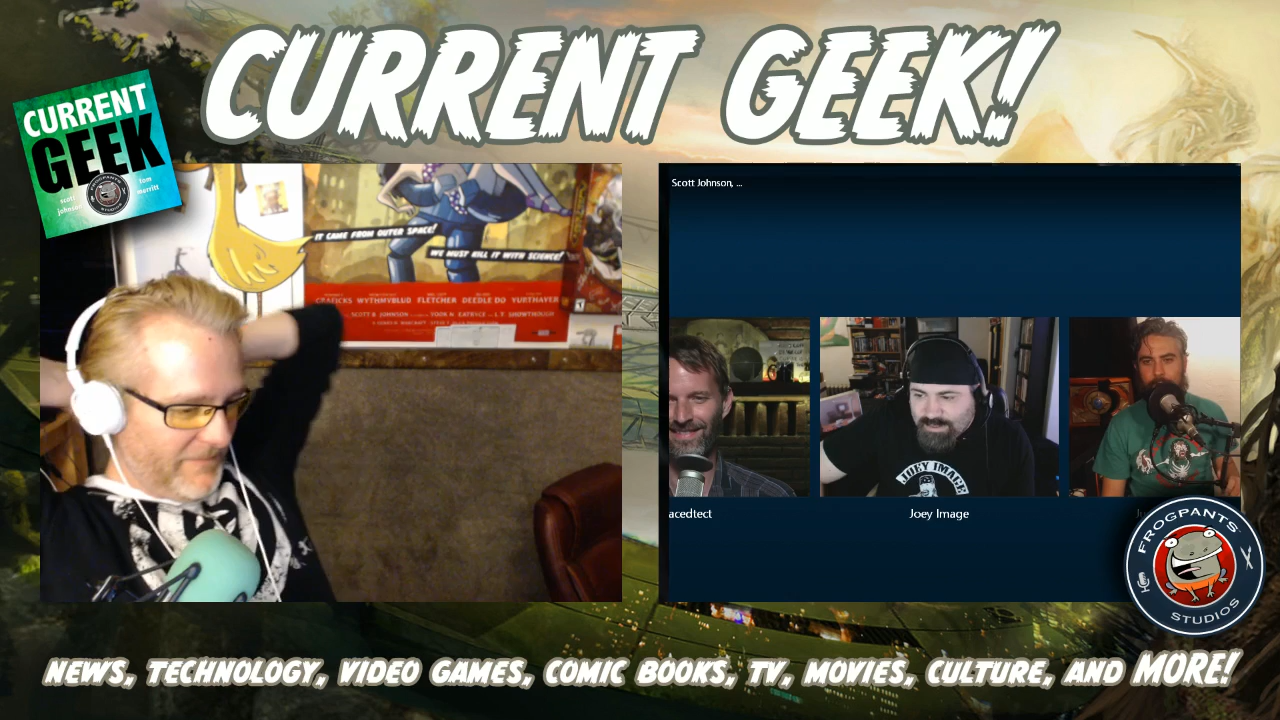 CURRENT GEEK!
CURRENT
GEEK
scott
johnson
tom
merritt
FROGPANTS
STUDIOS
IT CAME FROM OUTER SPACE!
WE MUST KILL IT WITH SCIENCE!
WYTHMYBLUD FLETCHER DEEDLE DO YURTHAVER
SCOTT R JOHNSON
Scott Johnson, ...
JOEY IMAGE
acedtect
Joey Image
FROGPANTS
STUDIOS
NEWS, TECHNOLOGY, VIDEO GAMES, COMIC BOOKS, TV, MOVIES, CULTURE, AND MORE!